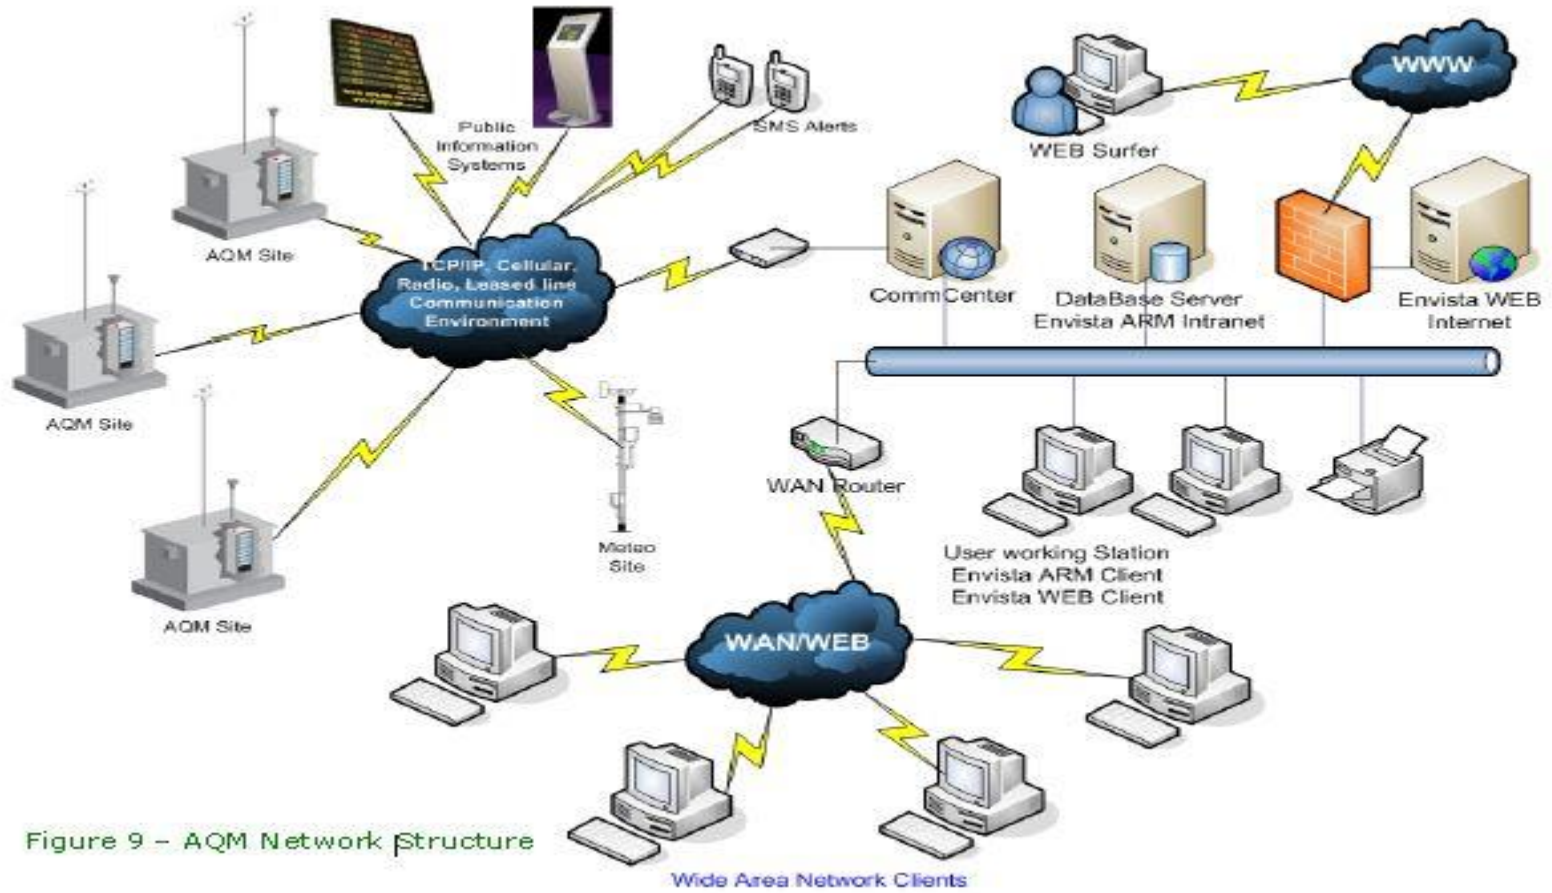 Public
Information
Systems
SMS Alerts
WWW
WEB Surfer
AQM Site
TCP/IP, Cellular,
Radio, Leased line
Communication
Environment
CommCenter
DataBase Server
Envista ARM Intranet
Envista WEB
Internet
AQM Site
WAN Router
Meteo
Site
User working Station
Envista ARM Client
Envista WEB Client
AQM Site
WAN/WEB
Figure 9 – AQM Network Structure
Wide Area Network Clients